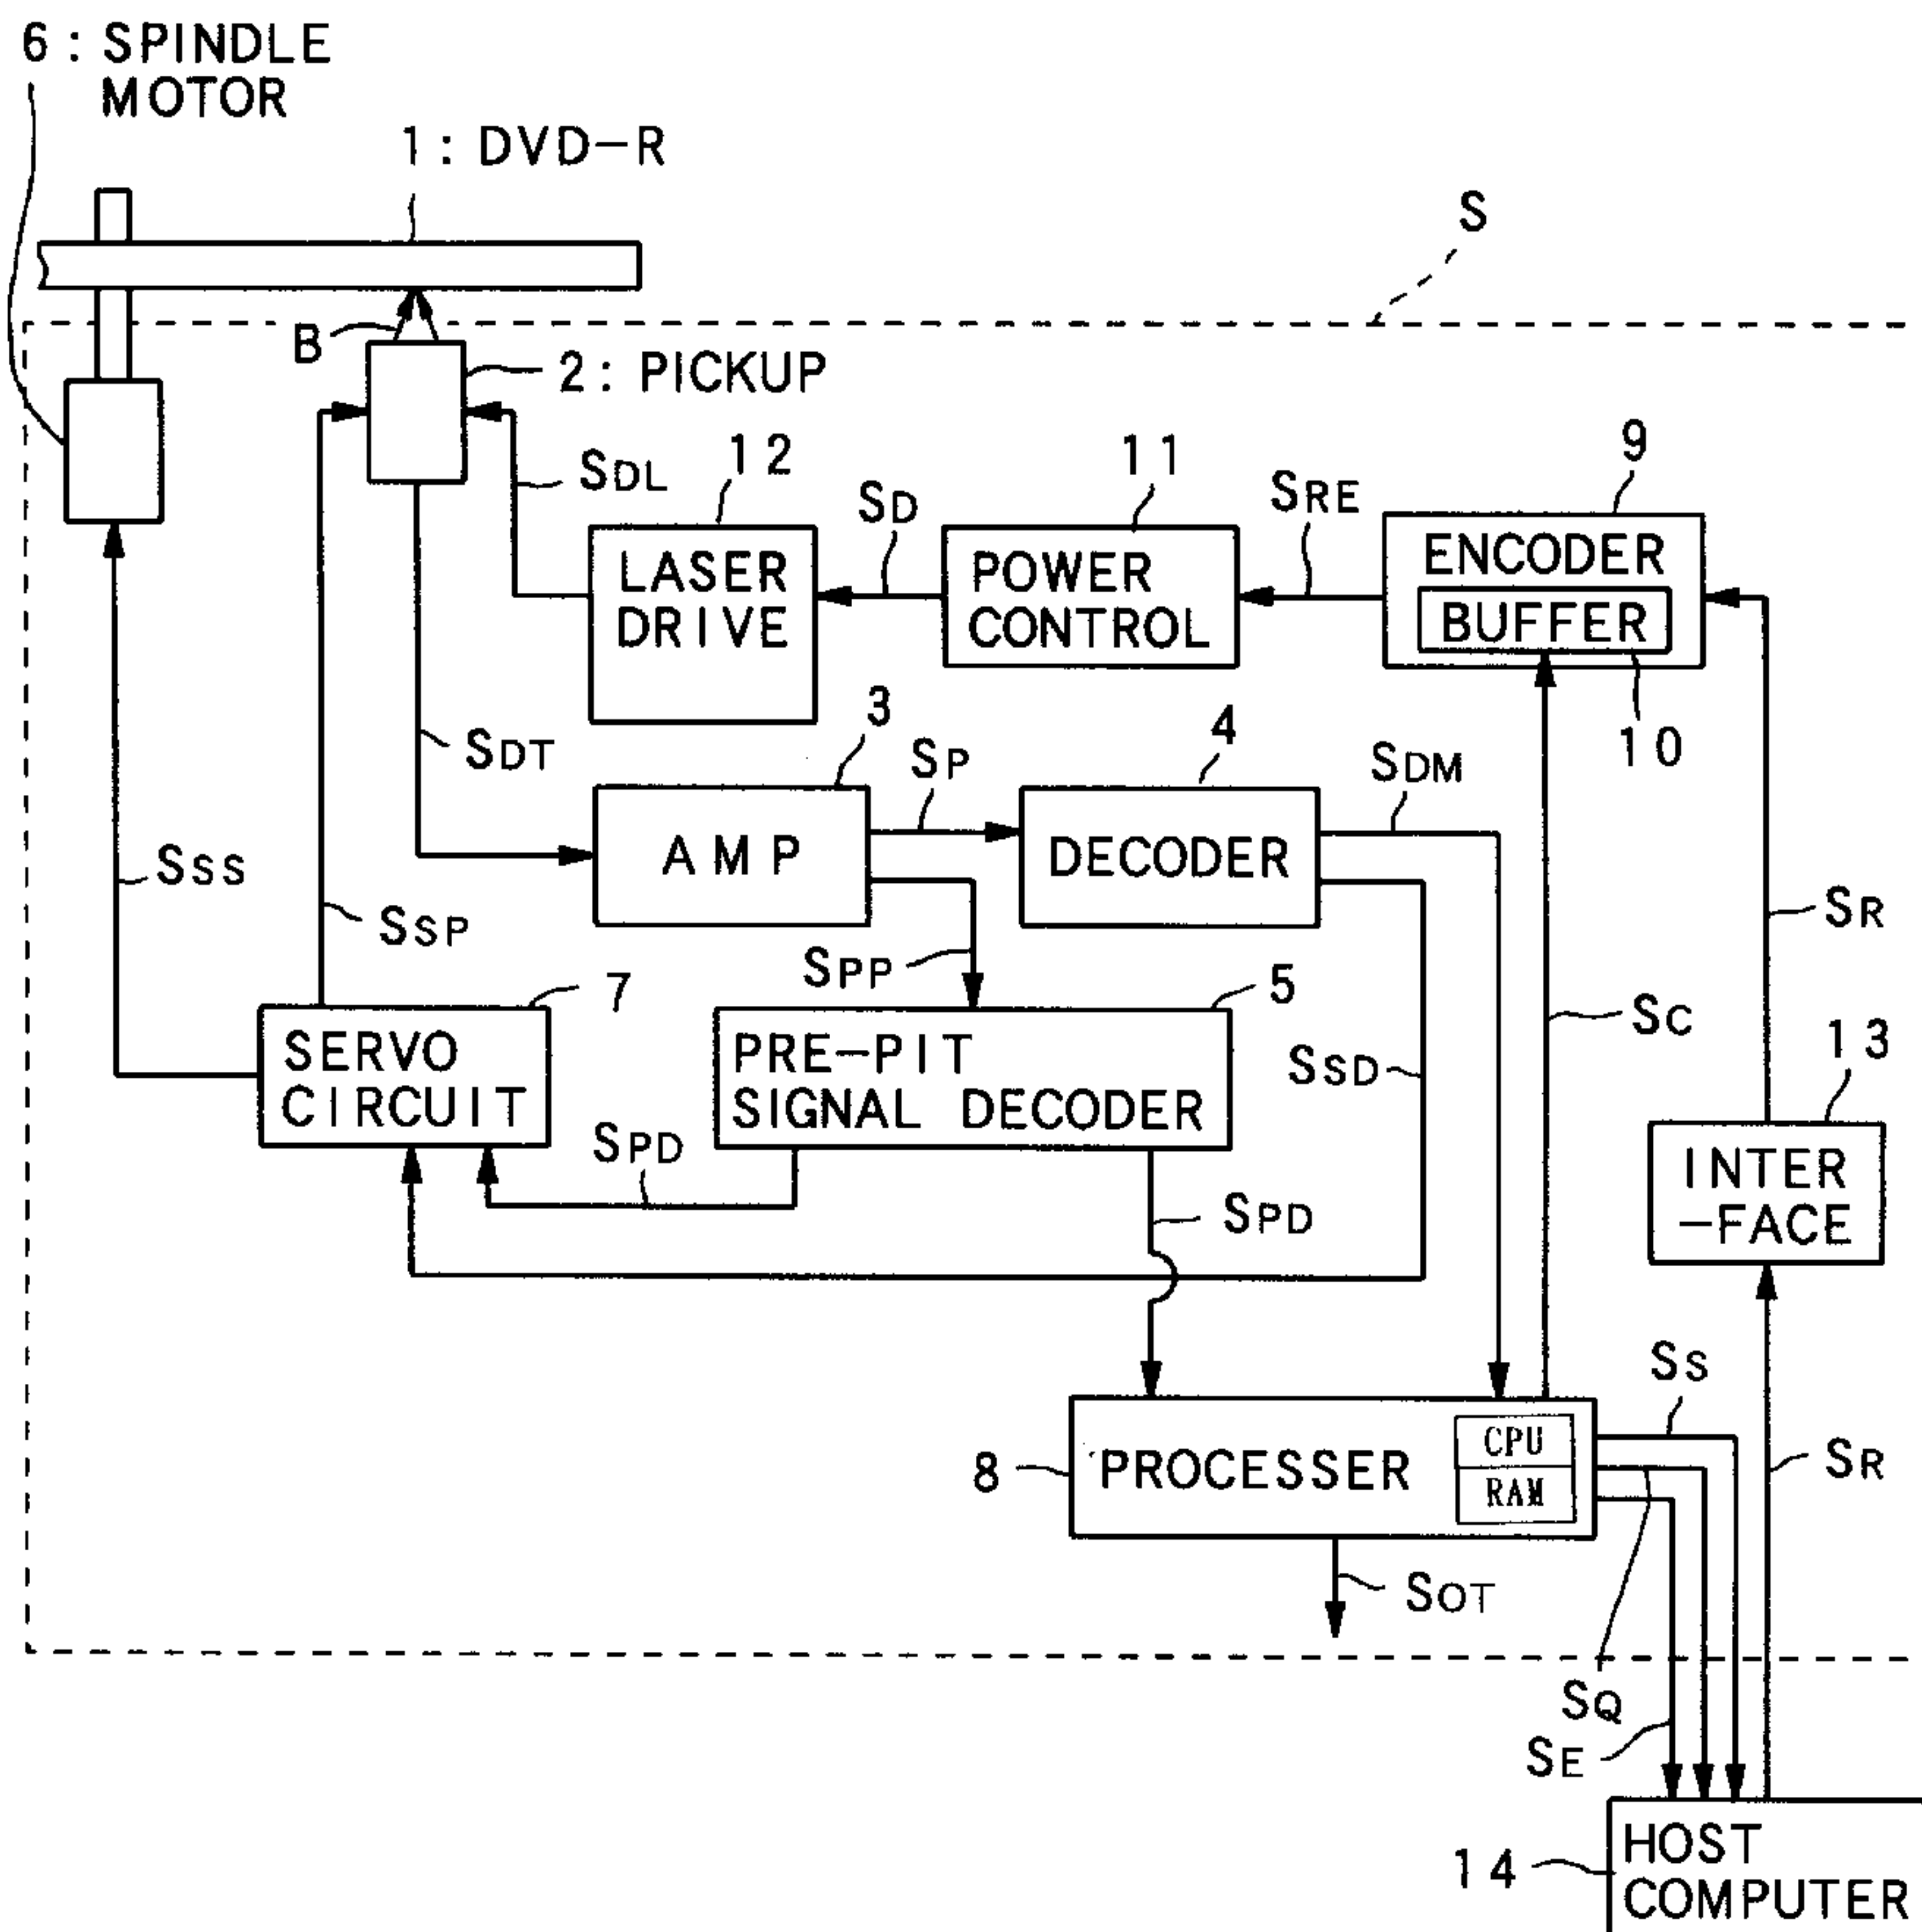 6: SPINDLE
MOTOR
1: DVD-R
S
B
2: PICKUP
SDL
12
SD
11
SRE
9
LASER
DRIVE
POWER
CONTROL
ENCODER
BUFFER
10
SDT
3
SP
4
SDM
AMP
DECODER
SSS
SSP
SPP
SR
7
5
SC
13
SERVO
CIRCUIT
PRE-PIT
SIGNAL DECODER
SSD
SPD
SPD
INTER
-FACE
SS
8
PROCESSER
CPU
RAM
SR
SOT
SQ
SE
14
HOST
COMPUTER